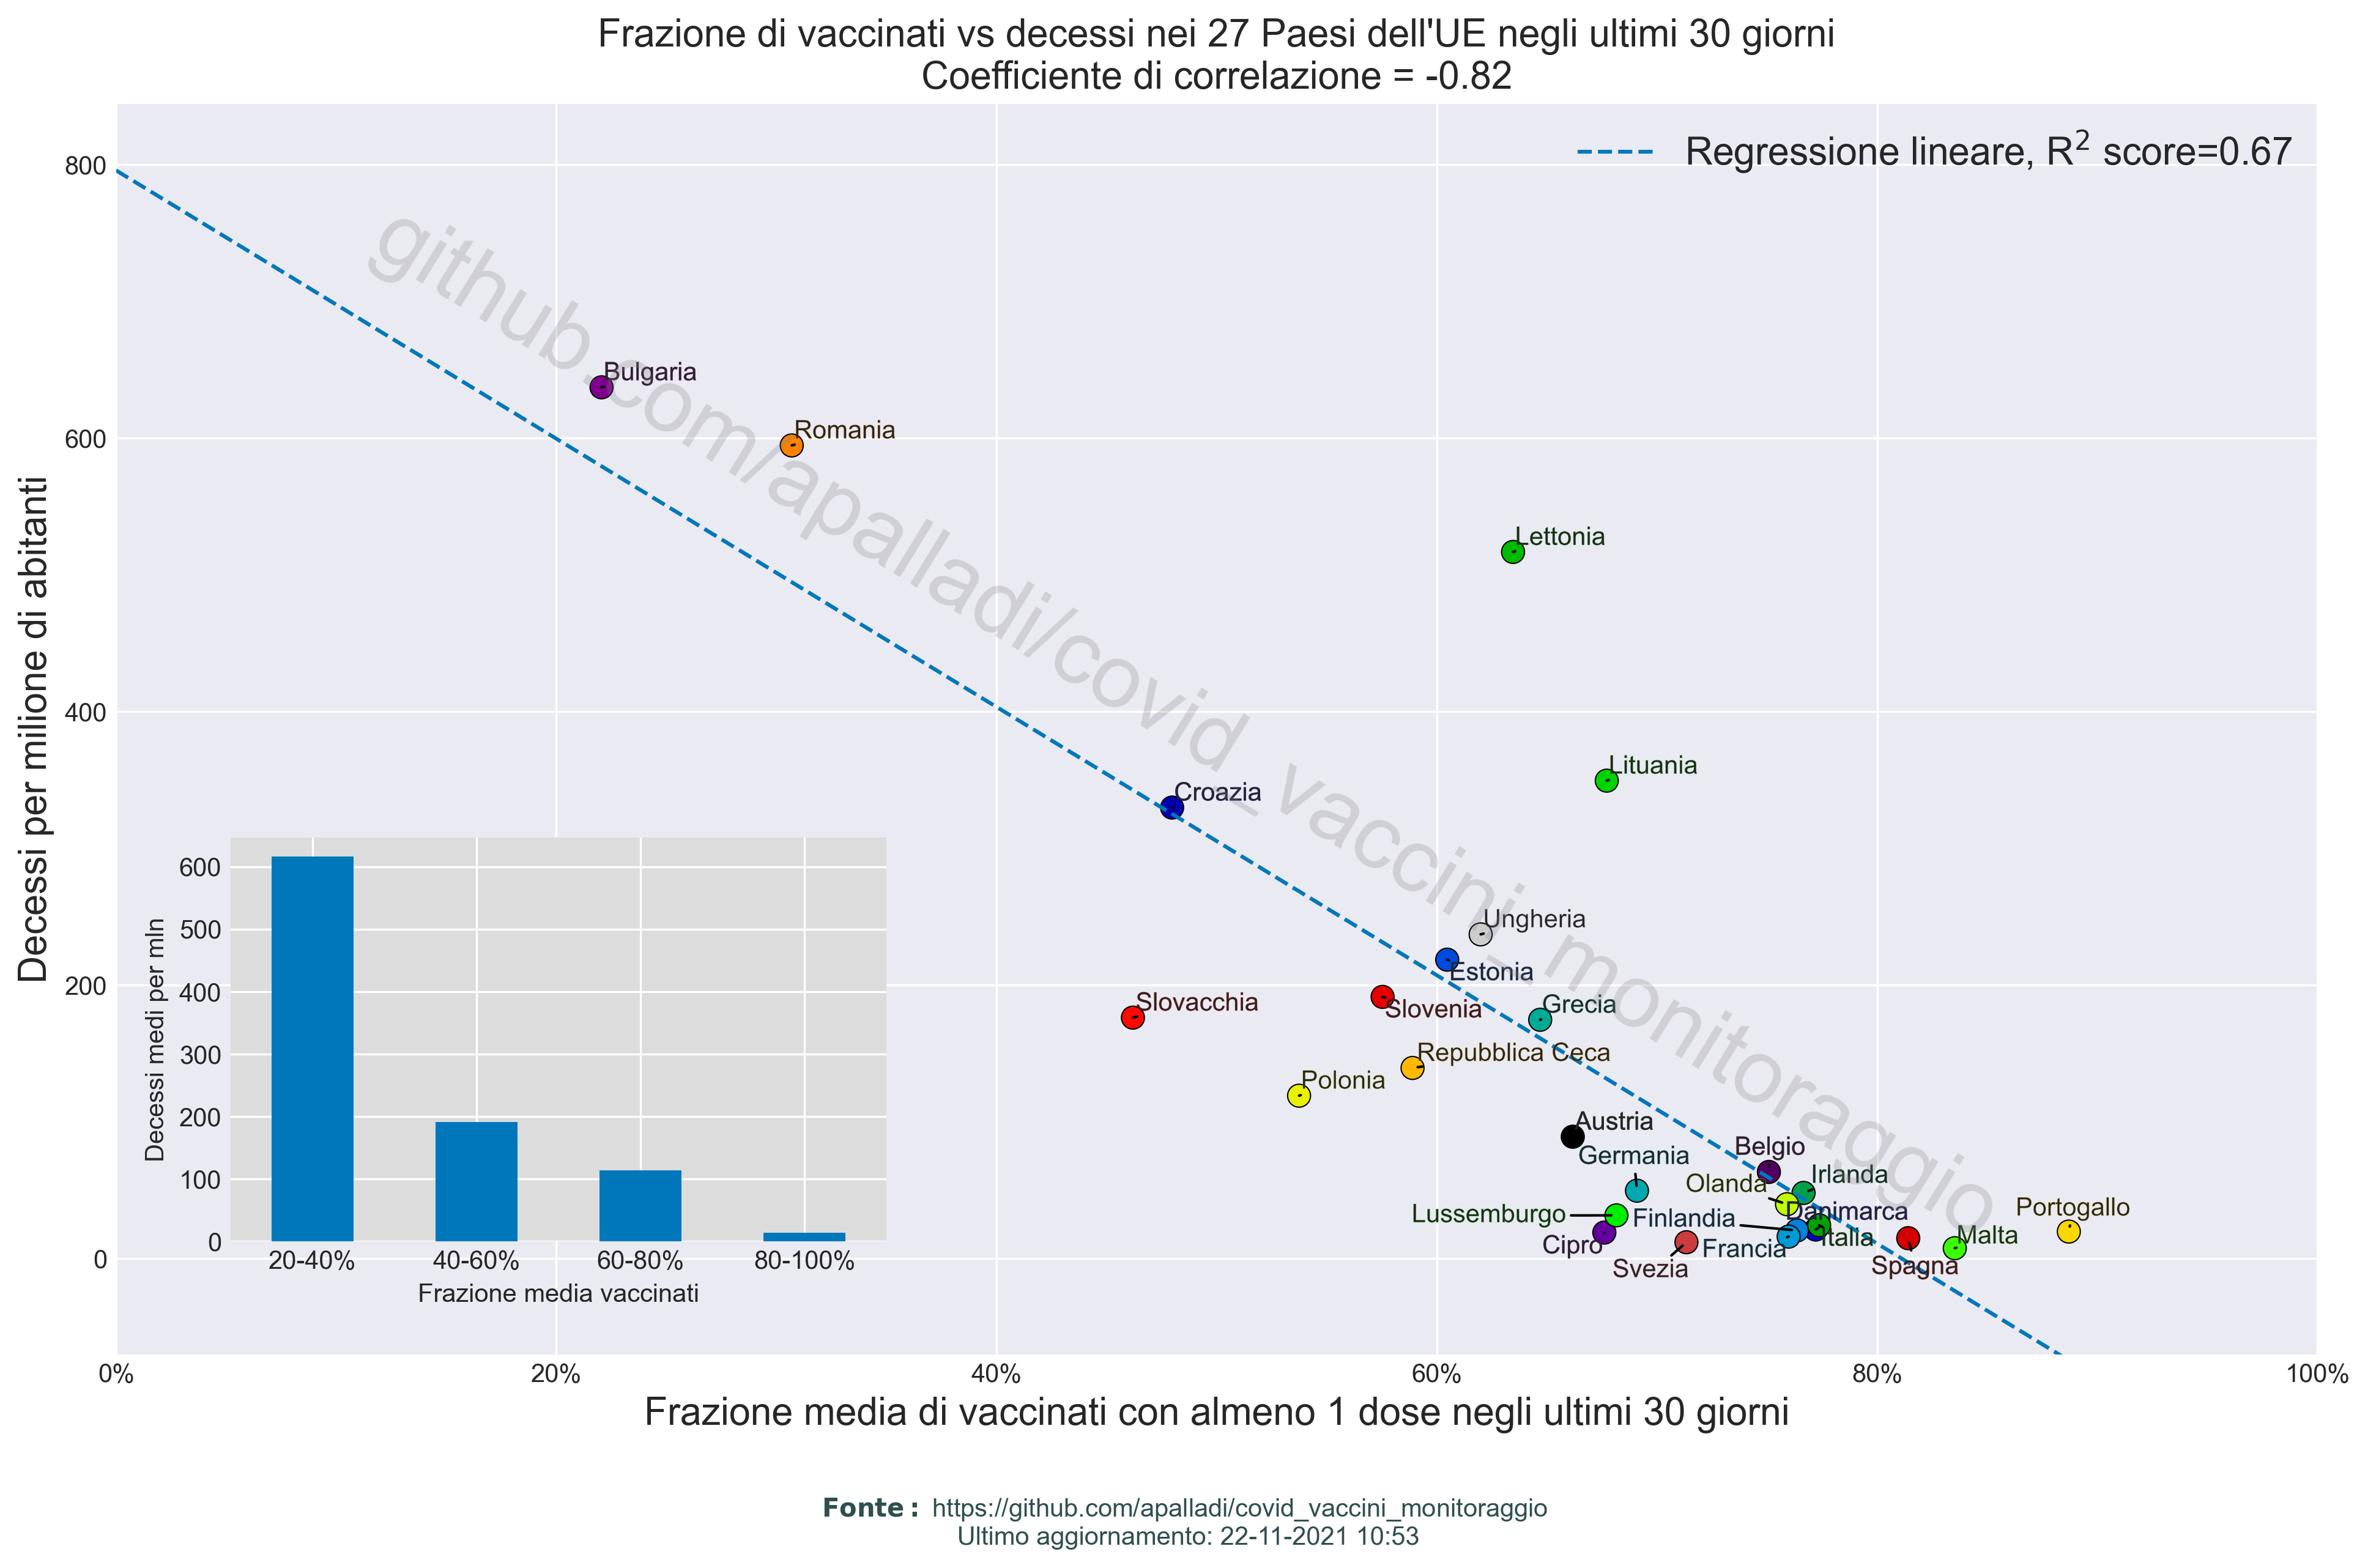 Frazione di vaccinati vs decessi nei 27 Paesi dell'UE negli ultimi 30 giorni
Coefficiente di correlazione = -0.82
Regressione lineare, R² score=0.67
Decessi per milione di abitanti
800
600
400
200
0
github.com/apalladi/covid_vaccini_monitoraggio
Bulgaria
Romania
Lettonia
Lituania
Croazia
Ungheria
Estonia
Slovacchia
Slovenia
Grecia
Repubblica Ceca
Polonia
Austria
Germania
Belgio
Irlanda
Olanda
Portogallo
Lussemburgo
Finlandia
Danimarca
Cipro
Francia
Italia
Malta
Svezia
Spagna
Decessi medi per mln
600
500
400
300
200
100
0
20-40% 40-60% 60-80% 80-100%
Frazione media vaccinati
0% 20% 40% 60% 80% 100%
Frazione media di vaccinati con almeno 1 dose negli ultimi 30 giorni
Fonte: https://github.com/apalladi/covid_vaccini_monitoraggio
Ultimo aggiornamento: 22-11-2021 10:53